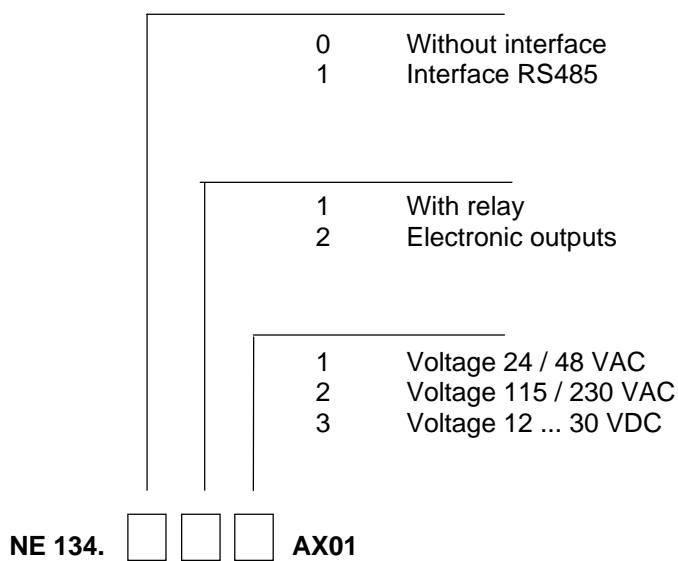 0 Without interface
1 Interface RS485
1 With relay
2 Electronic outputs
1 Voltage 24 / 48 VAC
2 Voltage 115 / 230 VAC
3 Voltage 12 ... 30 VDC
NE 134. AX01